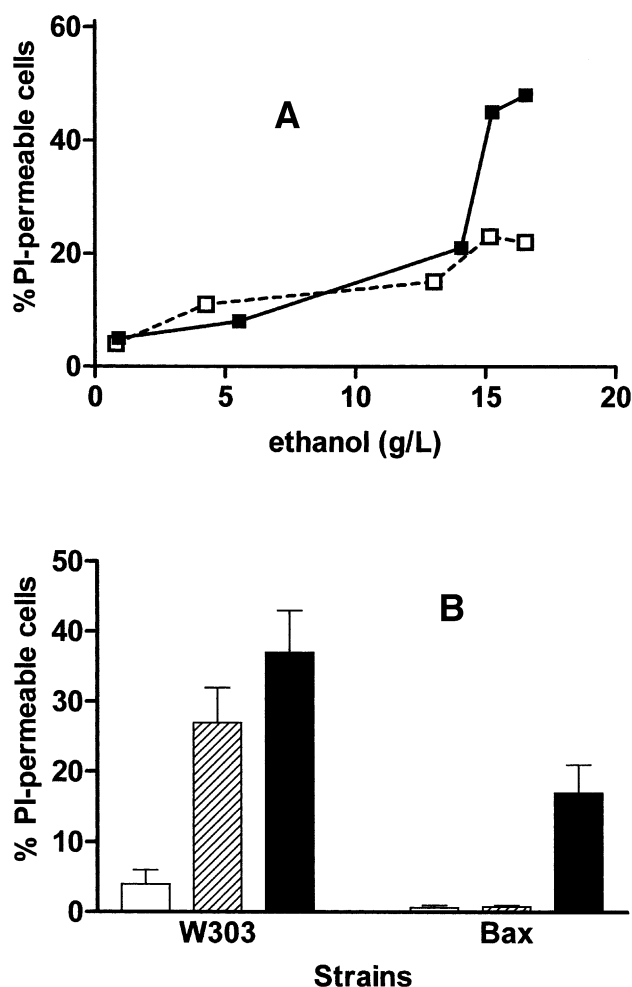 60
40
20
0
% PI-permeable cells
A
0 5 10 15 20
ethanol (g/L)
50
40
30
20
10
0
% PI-permeable cells
B
W303 Bax
Strains